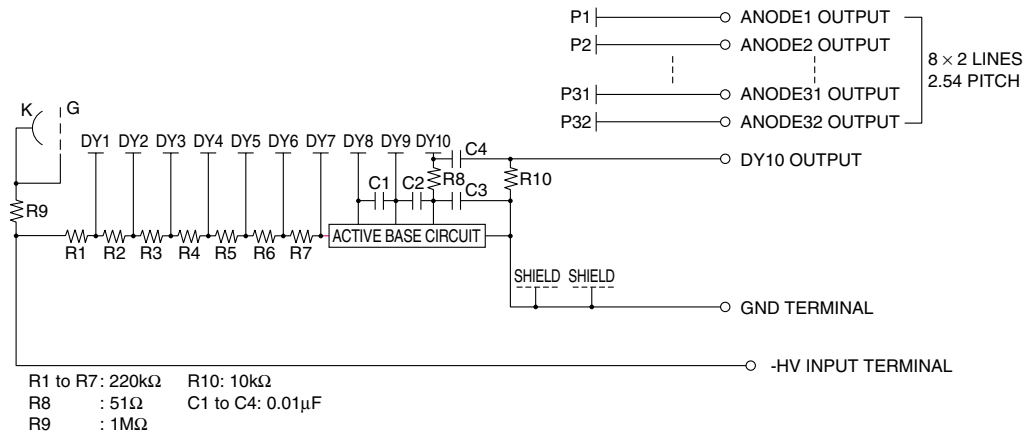 P1 ANODE1 OUTPUT
P2 ANODE2 OUTPUT
8 × 2 LINES
2.54 PITCH
P31 ANODE31 OUTPUT
P32 ANODE32 OUTPUT
K G
DY1 DY2 DY3 DY4 DY5 DY6 DY7 DY8 DY9 DY10
C4
DY10 OUTPUT
C1 C2 R8 C3 R10
R9
ACTIVE BASE CIRCUIT
R1 R2 R3 R4 R5 R6 R7
SHIELD SHIELD
GND TERMINAL
-HV INPUT TERMINAL
R1 to R7: 220kΩ R10: 10kΩ
R8 : 51Ω C1 to C4: 0.01µF
R9 : 1MΩ